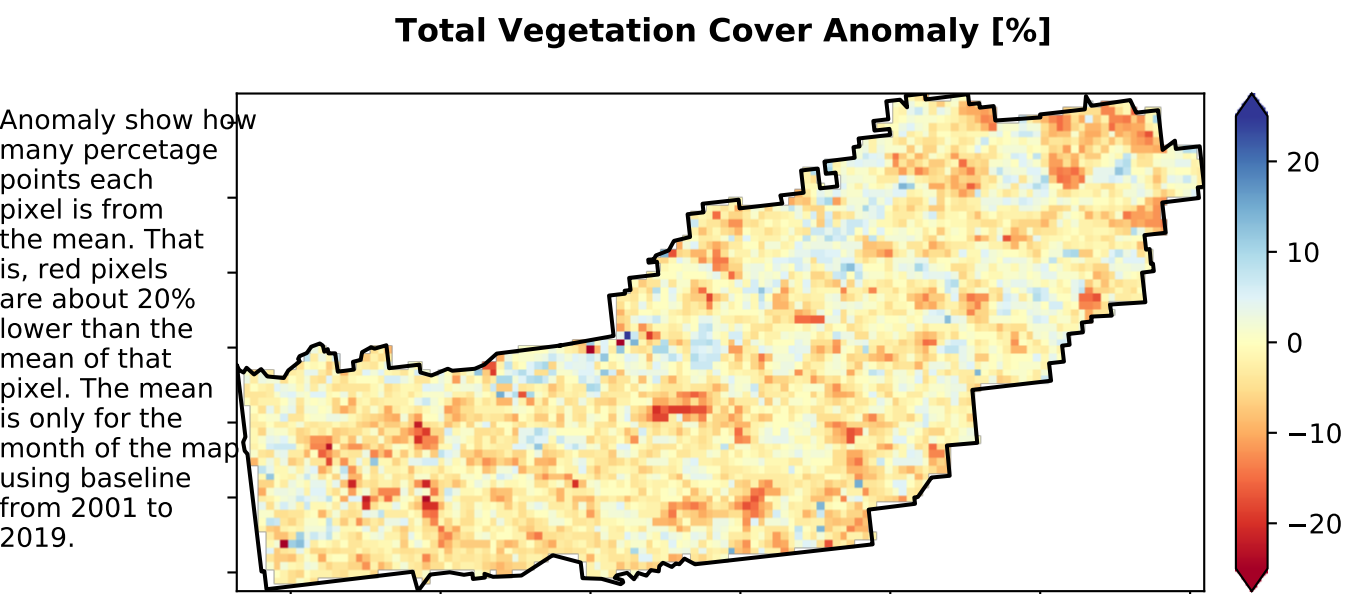 Total Vegetation Cover Anomaly [%]
Anomaly show how
many percetage
points each
pixel is from
the mean. That
is, red pixels
are about 20%
lower than the
mean of that
pixel. The mean
is only for the
month of the map
using baseline
from 2001 to
2019.
20
10
0
−10
−20